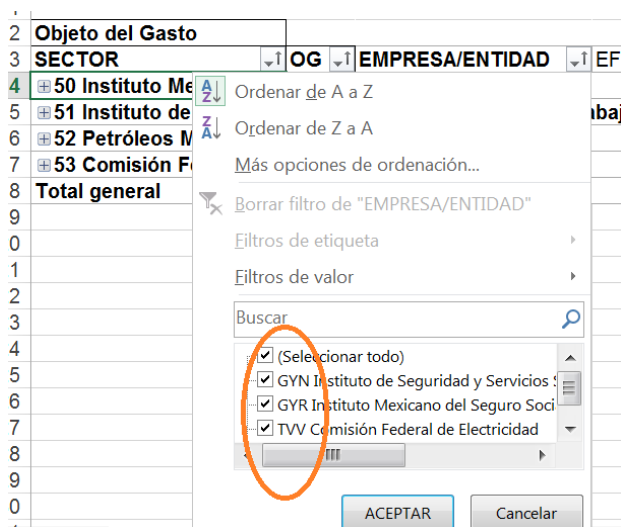 2 Objeto del Gasto
3 SECTOR OG EMPRESA/ENTIDAD EF
4 50 Instituto Me
5 51 Instituto de
6 52 Petróleos M
7 53 Comisión F
8 Total general
9
0
1
2
3
4
5
6
7
8
9
0
Ordenar de A a Z
Ordenar de Z a A
Más opciones de ordenación...
Borrar filtro de "EMPRESA/ENTIDAD"
Filtros de etiqueta
Filtros de valor
Buscar
(Seleccionar todo)
GYN Instituto de Seguridad y Servicios
GYR Instituto Mexicano del Seguro Soci
TVV Comisión Federal de Electricidad
ACEPTAR Cancelar